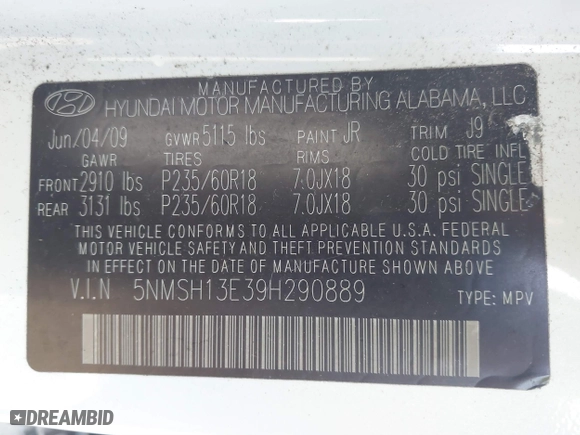 MANUFACTURED BY
HYUNDAI MOTOR MANUFACTURING ALABAMA, LLC
Jun/04/09 GVWR 5115 lbs PAINT JR TRIM J9
GAWR TIRES RIMS COLD TIRE INFL
FRONT 2910 lbs P235/60R18 7.0JX18 30 psi SINGLE
REAR 3131 lbs P235/60R18 7.0JX18 30 psi SINGLE
THIS VEHICLE CONFORMS TO ALL APPLICABLE U.S.A. FEDERAL
MOTOR VEHICLE SAFETY AND THEFT PREVENTION STANDARDS
IN EFFECT ON THE DATE OF MANUFACTURE SHOWN ABOVE.
V.I.N 5NMSH13E39H290889 TYPE: MPV
DREAMBID